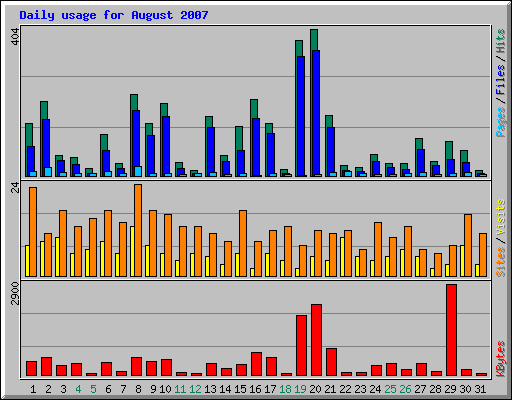 Daily usage for August 2007
404
Pages / Files / Hits
24
Sites / Visits
2900
KBytes
1 2 3 4 5 6 7 8 9 10 11 12 13 14 15 16 17 18 19 20 21 22 23 24 25 26 27 28 29 30 31